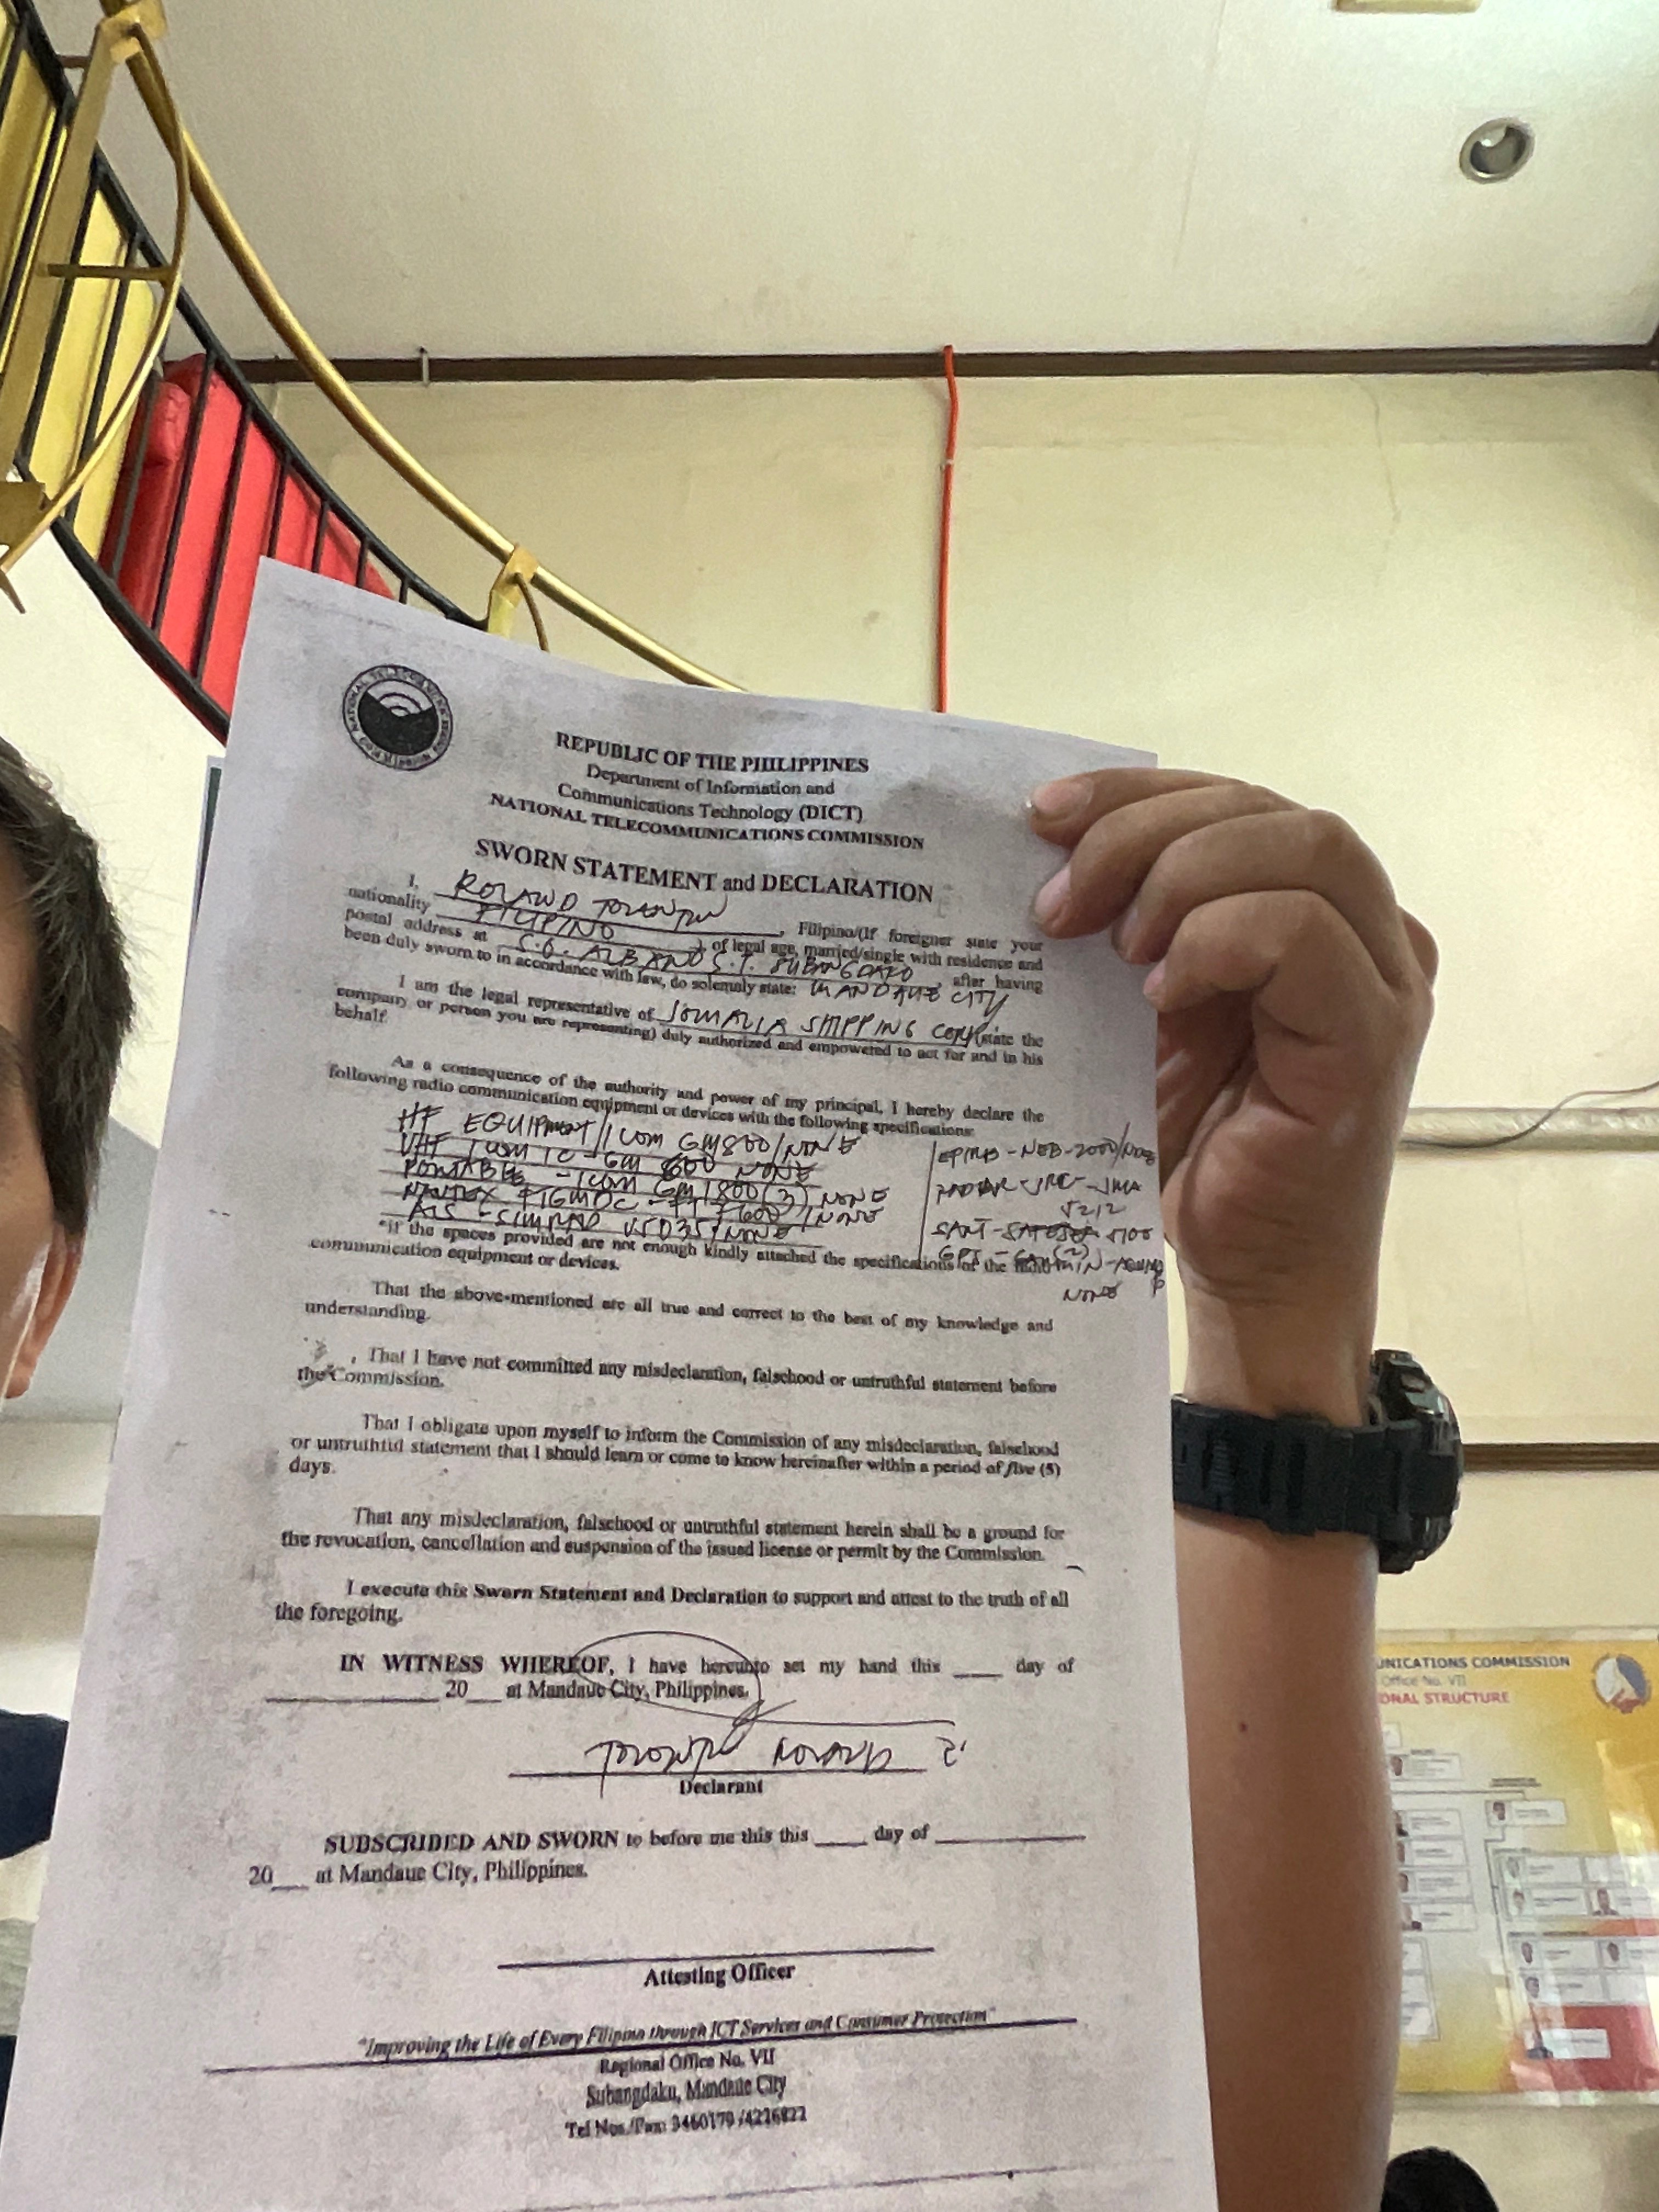 REPUBLIC OF THE PHILIPPINES
Department of Information and
Communications Technology (DICT)
NATIONAL TELECOMMUNICATIONS COMMISSION
SWORN STATEMENT and DECLARATION
I, ROLAND , Filipino/(If foreigner state your
nationality FILIPINO ), of legal age, married/single with residence and
postal address at S.O. ALBANO S.T. SUBANGDAKO , after having
been duly sworn to in accordance with law, do solemnly state: MANDAUE CITY
I am the legal representative of SHIPPING CORP (state the
company or person you are representing) duly authorized and empowered to act for and in his
behalf.
As a consequence of the authority and power of my principal, I hereby declare the
following radio communication equipment or devices with the following specifications:
HF EQUIPMENT/ICOM GM800/NONE
VHF ICOM IC-GM 600 NONE
PORTABLE - ICOM GM1600(3) NONE
NAVTEX /NONE
AIS - SIMRAD V5035/NONE
EPIRB-NEB-2000/NONE
RADAR-JRC-JMA
5212
SART- 5100
GPS -
NONE
*if the spaces provided are not enough kindly attached the specifications of the radio
communication equipment or devices.
That the above-mentioned are all true and correct to the best of my knowledge and
understanding.
, That I have not committed any misdeclaration, falsehood or untruthful statement before
the Commission.
That I obligate upon myself to inform the Commission of any misdeclaration, falsehood
or untruthful statement that I should learn or come to know hereinafter within a period of five (5)
days.
That any misdeclaration, falsehood or untruthful statement herein shall be a ground for
the revocation, cancellation and suspension of the issued license or permit by the Commission.
I execute this Sworn Statement and Declaration to support and attest to the truth of all
the foregoing.
IN WITNESS WHEREOF, I have hereunto set my hand this ____ day of
____________ 20___ at Mandaue City, Philippines.
ROLAND
Declarant
SUBSCRIBED AND SWORN to before me this this ____ day of ____________
20___ at Mandaue City, Philippines.
Attesting Officer
"Improving the Life of Every Filipino through ICT Services and Consumer Protection"
Regional Office No. VII
Subangdaku, Mandaue City
Tel Nos./Fax: 3460179 /4226822
UNICATIONS COMMISSION
Office No. VII
ONAL STRUCTURE